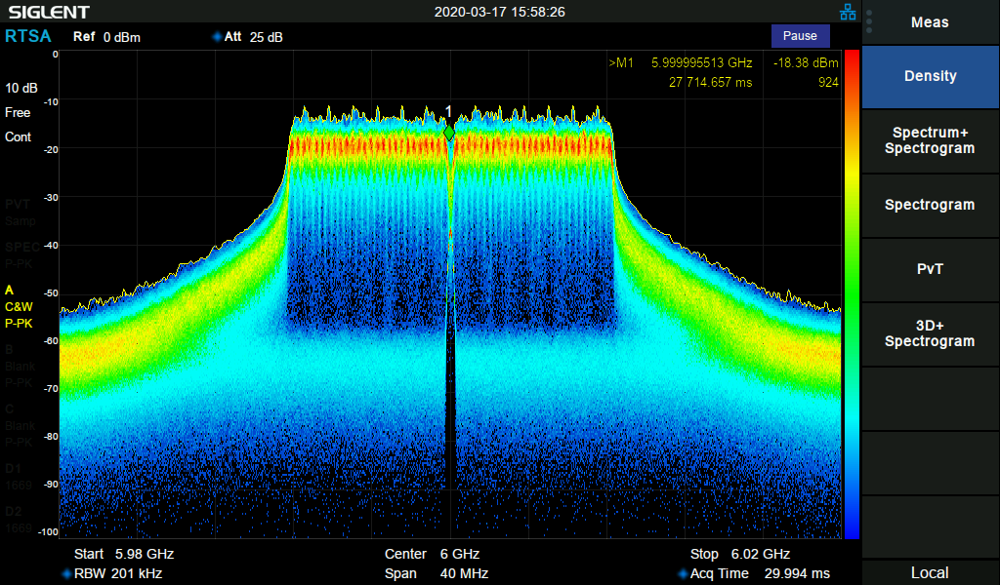 SIGLENT 2020-03-17 15:58:26 Meas
RTSA Ref 0 dBm Att 25 dB Pause
>M1 5.999995513 GHz -18.38 dBm
27 714.657 ms 924
Density
10 dB
Free
Cont
0
-10
-20
-30
-40
-50
-60
-70
-80
-90
-100
1
PVT
Samp
SPEC
P-PK
A
C&W
P-PK
B
Blank
P-PK
C
Blank
P-PK
D1
1669
D2
1669
Spectrum+
Spectrogram
Spectrogram
PvT
3D+
Spectrogram
Start 5.98 GHz Center 6 GHz Stop 6.02 GHz
RBW 201 kHz Span 40 MHz Acq Time 29.994 ms
Local